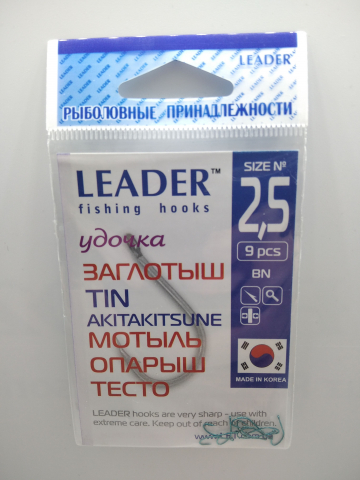 LEADER
РЫБОЛОВНЫЕ ПРИНАДЛЕЖНОСТИ
LEADER™
fishing hooks
SIZE №
2,5
9 pcs
BN
удочка
ЗАГЛОТЫШ
TIN
AKITAKITSUNE
МОТЫЛЬ
ОПАРЫШ
ТЕСТО
MADE IN KOREA
LEADER hooks are very sharp - use with
extreme care. Keep out of reach of children.